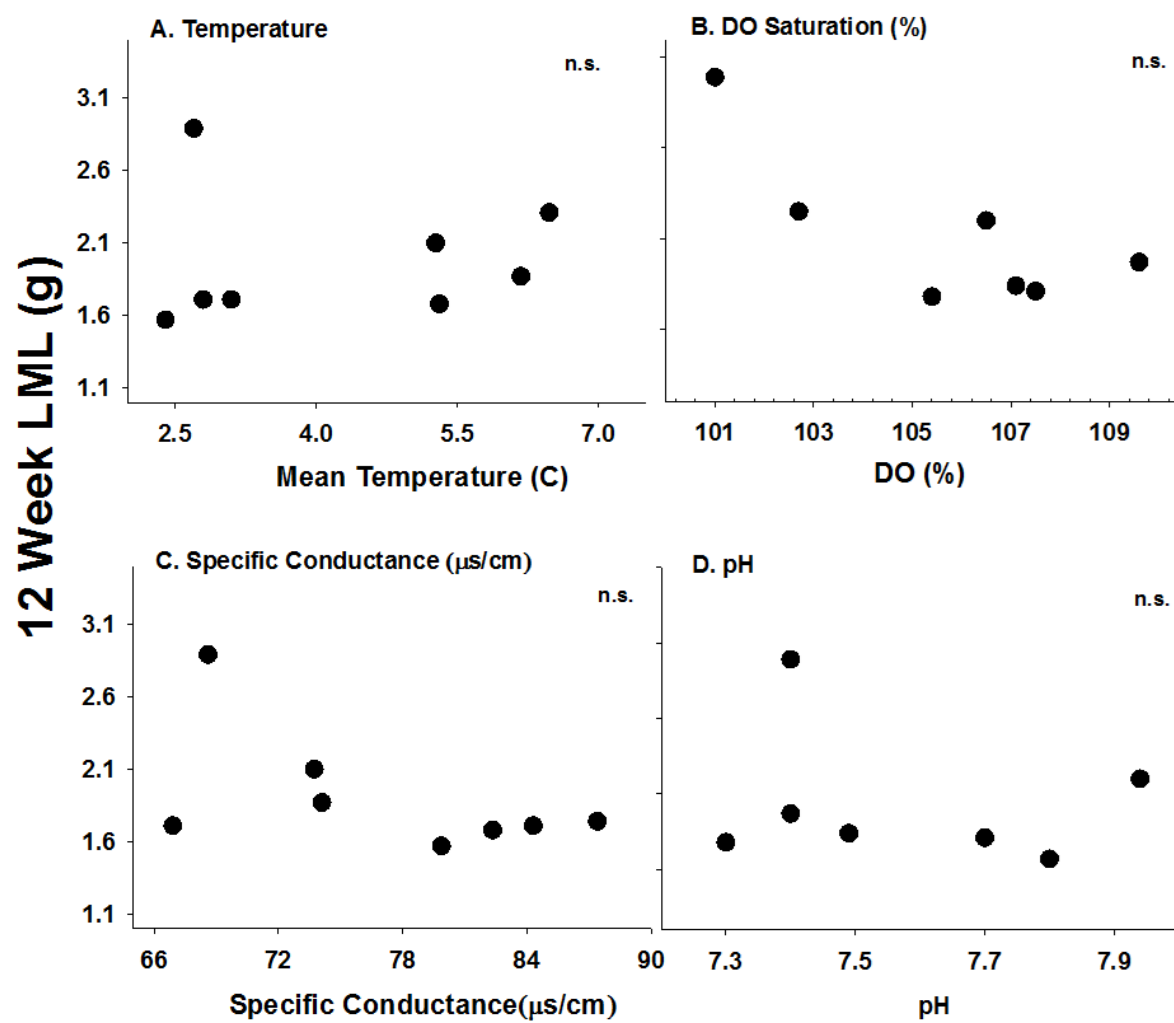 A. Temperature
n.s.
3.1
2.6
2.1
1.6
1.1
2.5 4.0 5.5 7.0
Mean Temperature (C)
B. DO Saturation (%)
n.s.
101 103 105 107 109
DO (%)
12 Week LML (g)
C. Specific Conductance (μs/cm)
n.s.
3.1
2.6
2.1
1.6
1.1
66 72 78 84 90
Specific Conductance(μs/cm)
D. pH
n.s.
7.3 7.5 7.7 7.9
pH